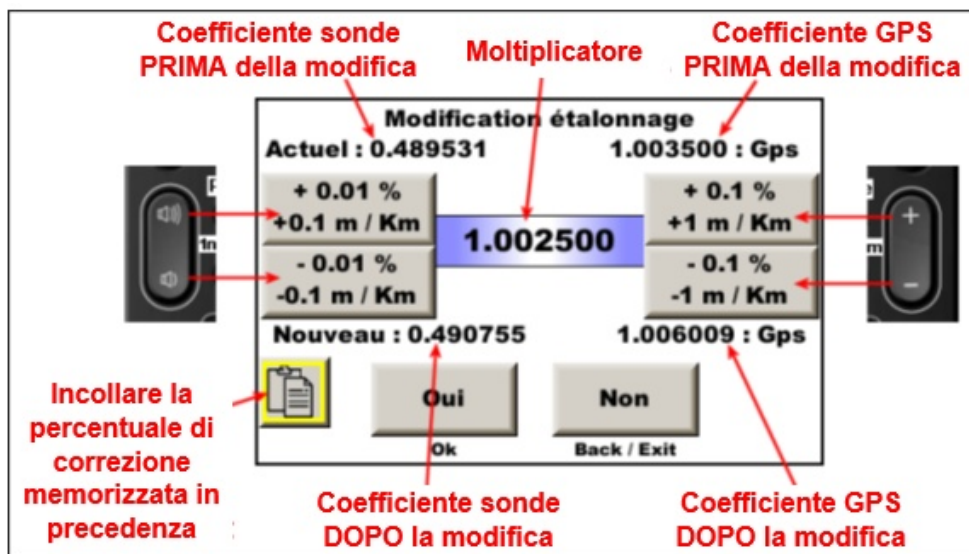 Coefficiente sonde
PRIMA della modifica
Moltiplicatore
Coefficiente GPS
PRIMA della modifica
Modification étalonnage
Actuel : 0.489531
1.003500 : Gps
+ 0.01 %
+0.1 m / Km
+ 0.1 %
+1 m / Km
1.002500
- 0.01 %
-0.1 m / Km
- 0.1 %
-1 m / Km
Nouveau : 0.490755
1.006009 : Gps
Incollare la
percentuale di
correzione
memorizzata in
precedenza
Oui
Non
Ok
Back / Exit
Coefficiente sonde
DOPO la modifica
Coefficiente GPS
DOPO la modifica